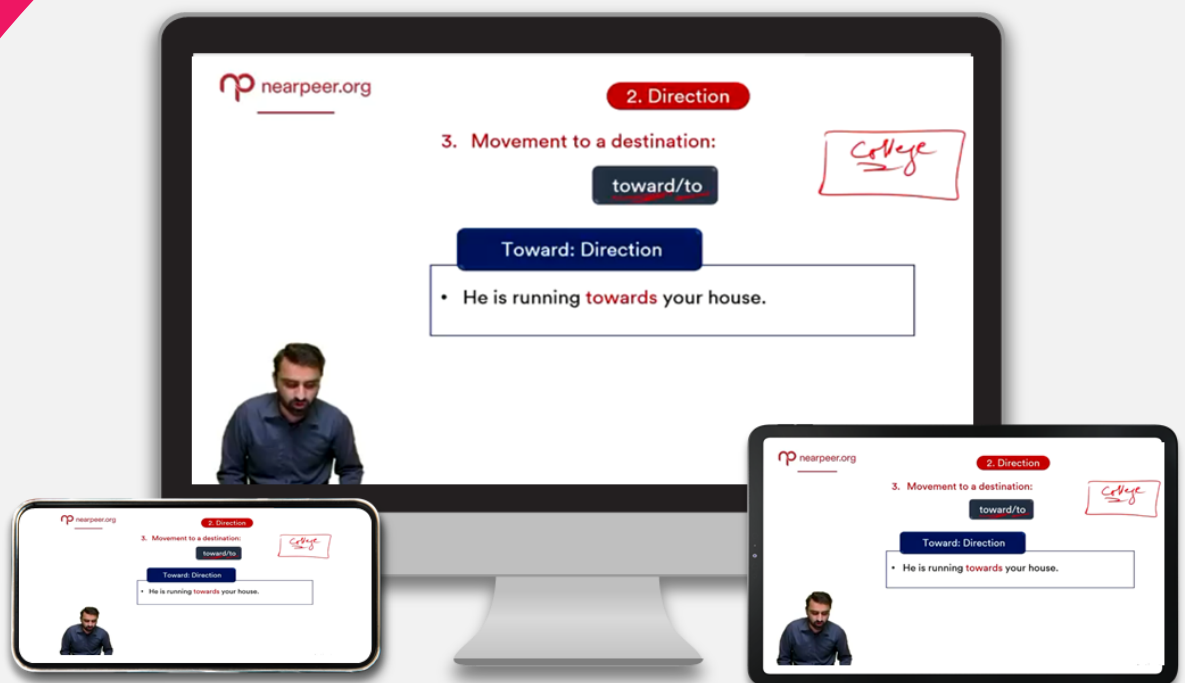 nearpeer.org
2. Direction
3. Movement to a destination:
College
toward/to
Toward: Direction
• He is running towards your house.
nearpeer.org
2. Direction
3. Movement to a destination:
College
toward/to
Toward: Direction
• He is running towards your house.
nearpeer.org
2. Direction
3. Movement to a destination:
College
toward/to
Toward: Direction
• He is running towards your house.